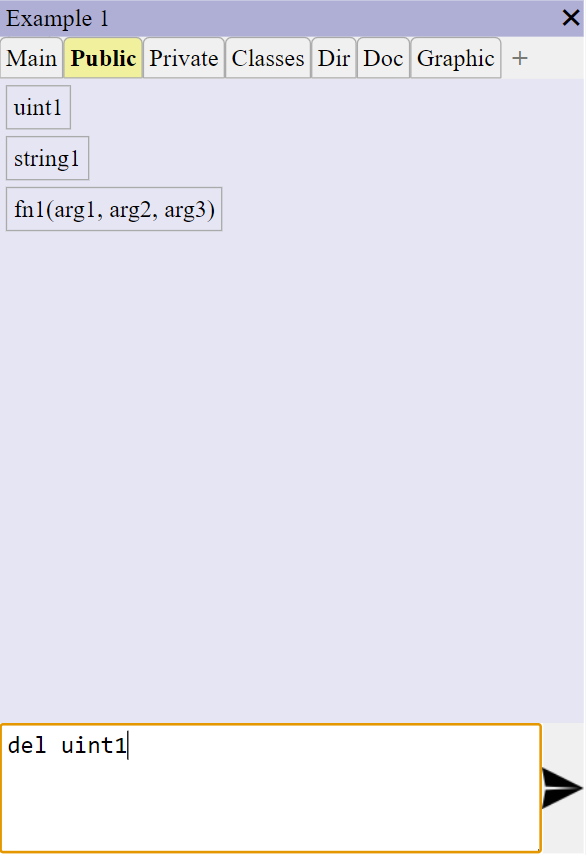 Example 1
Main Public Private Classes Dir Doc Graphic +
uint1
string1
fn1(arg1, arg2, arg3)
del uint1